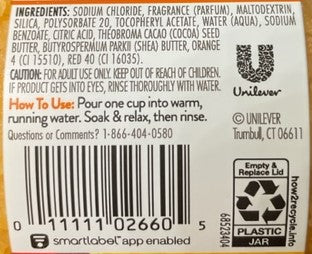 INGREDIENTS: SODIUM CHLORIDE, FRAGRANCE (PARFUM), MALTODEXTRIN,
SILICA, POLYSORBATE 20, TOCOPHERYL ACETATE, WATER (AQUA), SODIUM
BENZOATE, CITRIC ACID, THEOBROMA CACAO (COCOA) SEED
BUTTER, BUTYROSPERMUM PARKII (SHEA) BUTTER, ORANGE
4 (CI 15510), RED 40 (CI 16035).
CAUTION: FOR ADULT USE ONLY. KEEP OUT OF REACH OF CHILDREN.
IF PRODUCT GETS INTO EYES, RINSE THOROUGHLY WITH WATER.
How To Use: Pour one cup into warm,
running water. Soak & relax, then rinse.
Questions or Comments? 1-866-404-0580
Unilever
© UNILEVER
Trumbull, CT 06611
0 11111 02660 5
smartlabel™ app enabled
68523404
Empty &
Replace Lid
PLASTIC
JAR
how2recycle.info